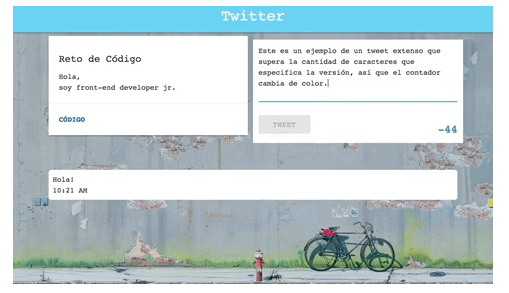 Twitter
Reto de Código
Hola,
soy front-end developer jr.
CÓDIGO
Este es un ejemplo de un tweet extenso que
supera la cantidad de caracteres que
especifica la versión, así que el contador
cambia de color.
TWEET
-44
Hola!
10:21 AM